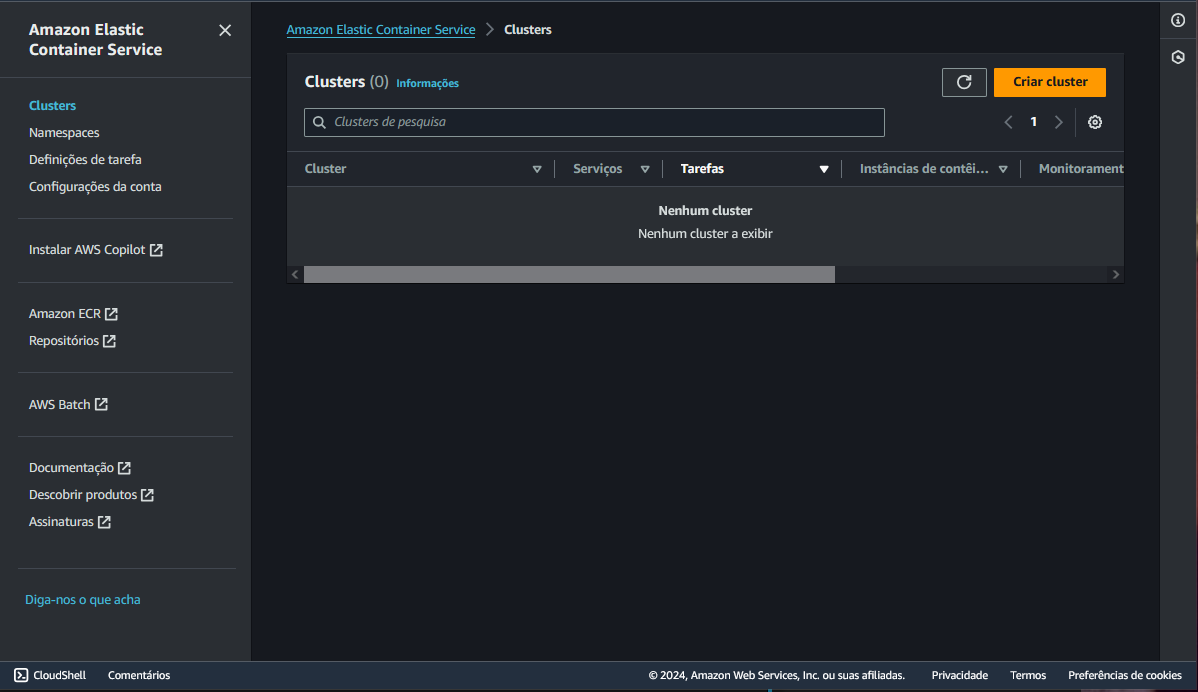 Amazon Elastic
Container Service
Clusters
Namespaces
Definições de tarefa
Configurações da conta
Instalar AWS Copilot
Amazon ECR
Repositórios
AWS Batch
Documentação
Descobrir produtos
Assinaturas
Diga-nos o que acha
Amazon Elastic Container Service > Clusters
Clusters (0) Informações
Criar cluster
Clusters de pesquisa
1
Cluster Serviços Tarefas Instâncias de contêi... Monitorament
Nenhum cluster
Nenhum cluster a exibir
CloudShell Comentários © 2024, Amazon Web Services, Inc. ou suas afiliadas. Privacidade Termos Preferências de cookies